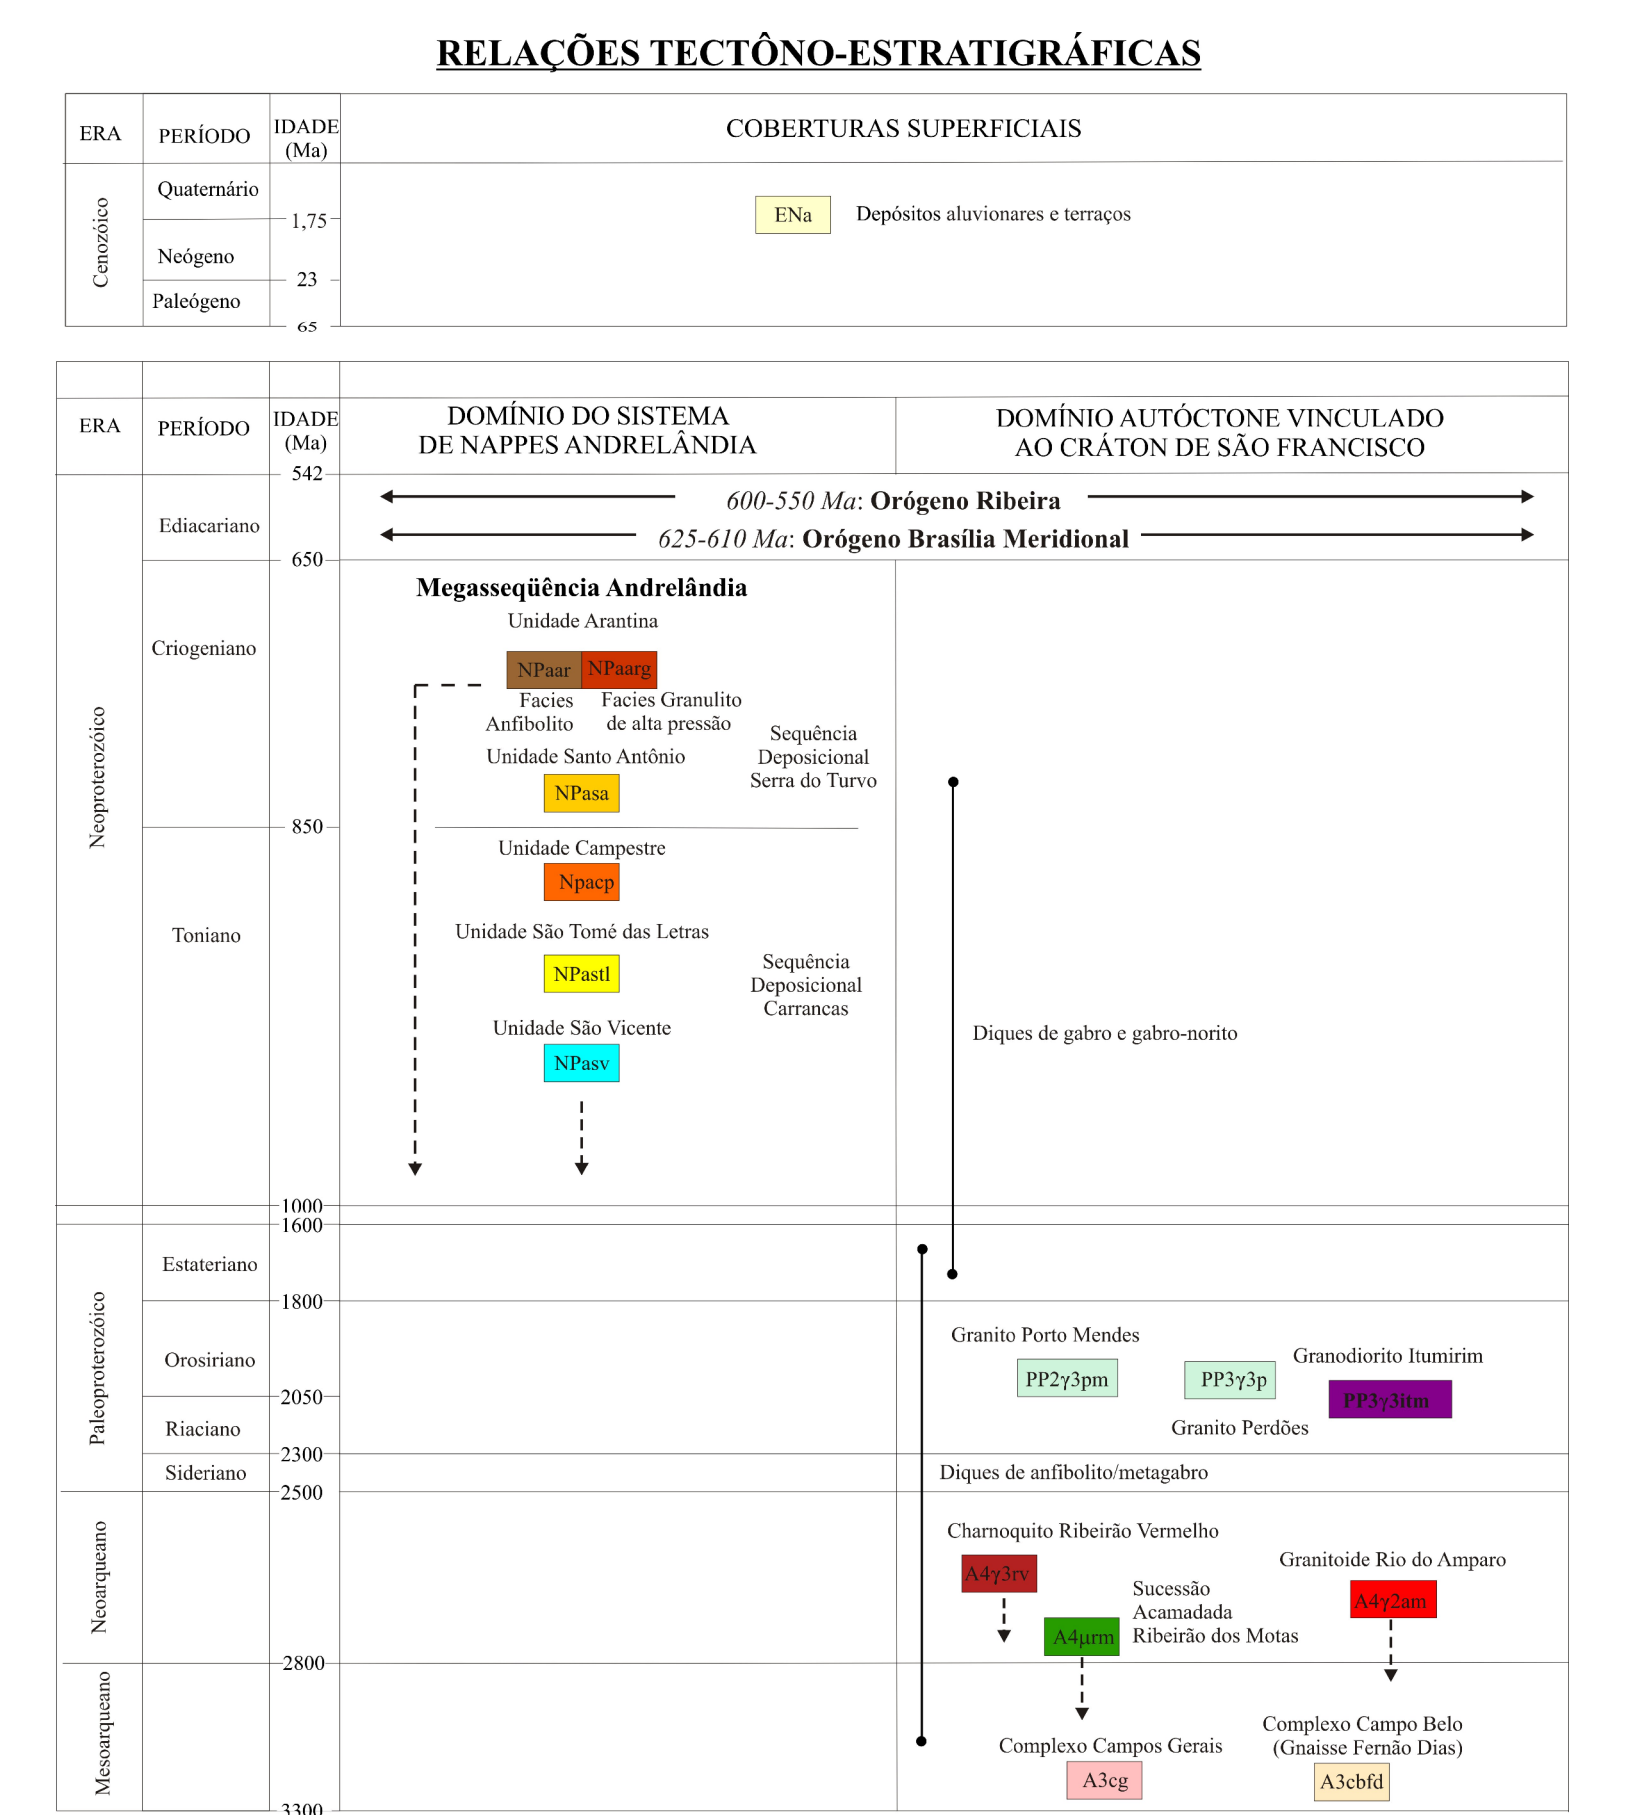 RELAÇÕES TECTÔNO-ESTRATIGRÁFICAS
ERA
PERÍODO
IDADE
(Ma)
COBERTURAS SUPERFICIAIS
Cenozóico
Quaternário
1,75
Neógeno
23
Paleógeno
65
ENa
Depósitos aluvionares e terraços
ERA
PERÍODO
IDADE
(Ma)
DOMÍNIO DO SISTEMA
DE NAPPES ANDRELÂNDIA
DOMÍNIO AUTÓCTONE VINCULADO
AO CRÁTON DE SÃO FRANCISCO
542
Neoproterozóico
Ediacariano
600-550 Ma: Orógeno Ribeira
625-610 Ma: Orógeno Brasília Meridional
650
Criogeniano
Megasseqüência Andrelândia
Unidade Arantina
NPaar
NPaarg
Facies
Anfibolito
Facies Granulito
de alta pressão
Unidade Santo Antônio
NPasa
Sequência
Deposicional
Serra do Turvo
850
Toniano
Unidade Campestre
Npacp
Unidade São Tomé das Letras
NPastl
Sequência
Deposicional
Carrancas
Unidade São Vicente
NPasv
Diques de gabro e gabro-norito
1000
1600
Paleoproterozóico
Estateriano
1800
Orosiriano
Granito Porto Mendes
PP2γ3pm
PP3γ3p
Granito Perdões
Granodiorito Itumirim
PP3γ3itm
2050
Riaciano
2300
Sideriano
Diques de anfibolito/metagabro
2500
Neoarqueano
Charnoquito Ribeirão Vermelho
A4γ3rv
A4μrm
Sucessão
Acamadada
Ribeirão dos Motas
Granitoide Rio do Amparo
A4γ2am
2800
Mesoarqueano
Complexo Campos Gerais
A3cg
Complexo Campo Belo
(Gnaisse Fernão Dias)
A3cbfd
3300